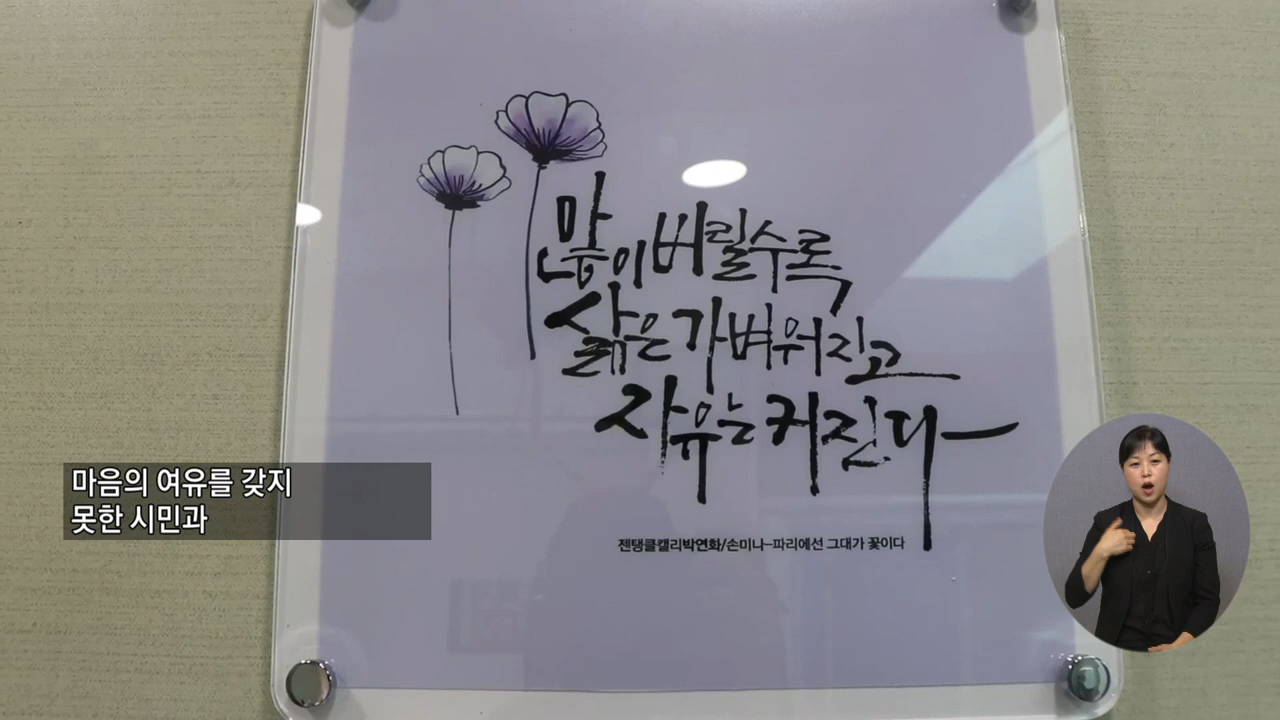 많이 버릴수록
삶은 가벼워지고
자유는 커진다
젠탱클캘리박연화/손미나-파리에선 그대가 꽃이다
마음의 여유를 갖지
못한 시민과